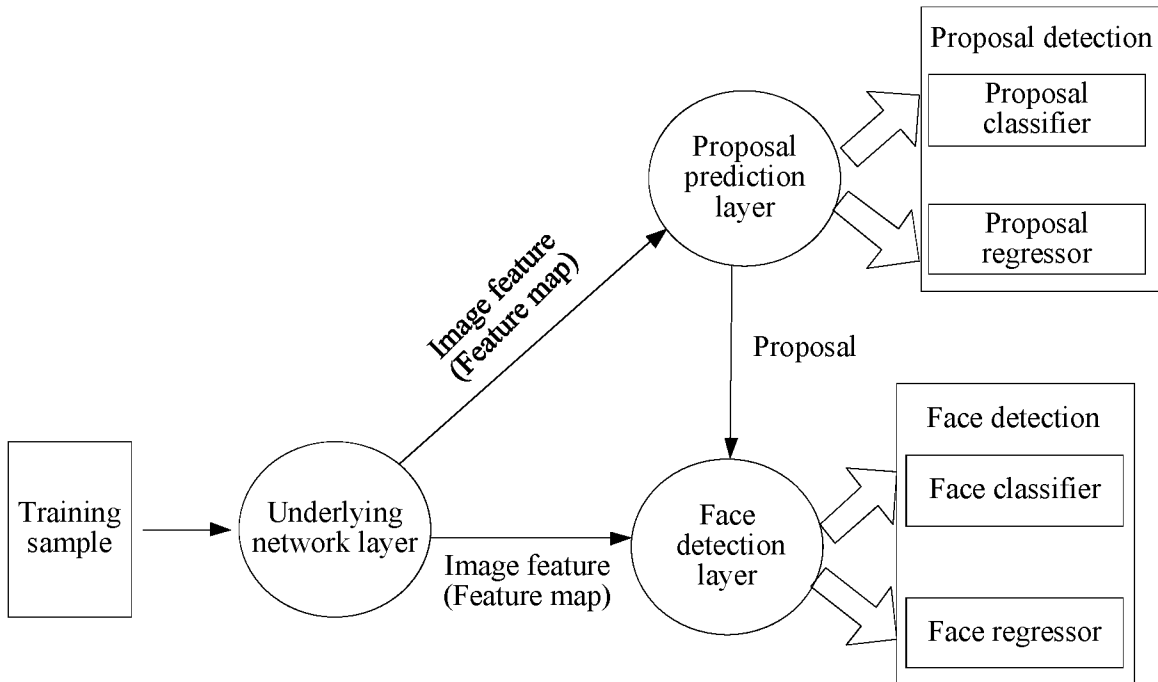 Training
sample
Underlying
network layer
Image feature
(Feature map)
Image feature
(Feature map)
Proposal
prediction
layer
Proposal
Face
detection
layer
Proposal detection
Proposal
classifier
Proposal
regressor
Face detection
Face classifier
Face regressor